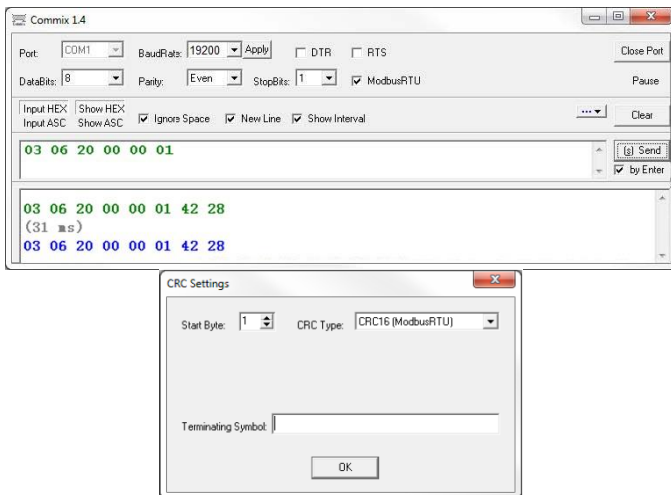 Commix 1.4
Port: COM1 BaudRate: 19200 Apply DTR RTS Close Port
DataBits: 8 Parity: Even StopBits: 1 ModbusRTU Pause
Input HEX Show HEX
Input ASC Show ASC Ignore Space New Line Show Interval ... Clear
03 06 20 00 00 01 (s) Send
by Enter
03 06 20 00 00 01 42 28
(31 ms)
03 06 20 00 00 01 42 28
CRC Settings
Start Byte: 1 CRC Type: CRC16 (ModbusRTU)
Terminating Symbol:
OK